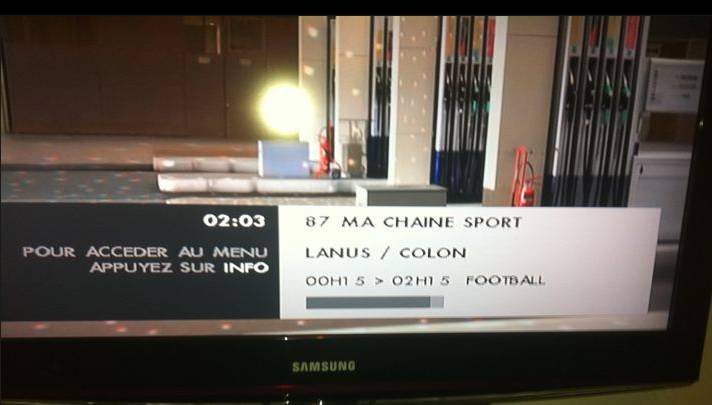 02:03
POUR ACCEDER AU MENU
APPUYEZ SUR INFO
87 MA CHAINE SPORT
LANUS / COLON
00H15 > 02H15 FOOTBALL
SAMSUNG